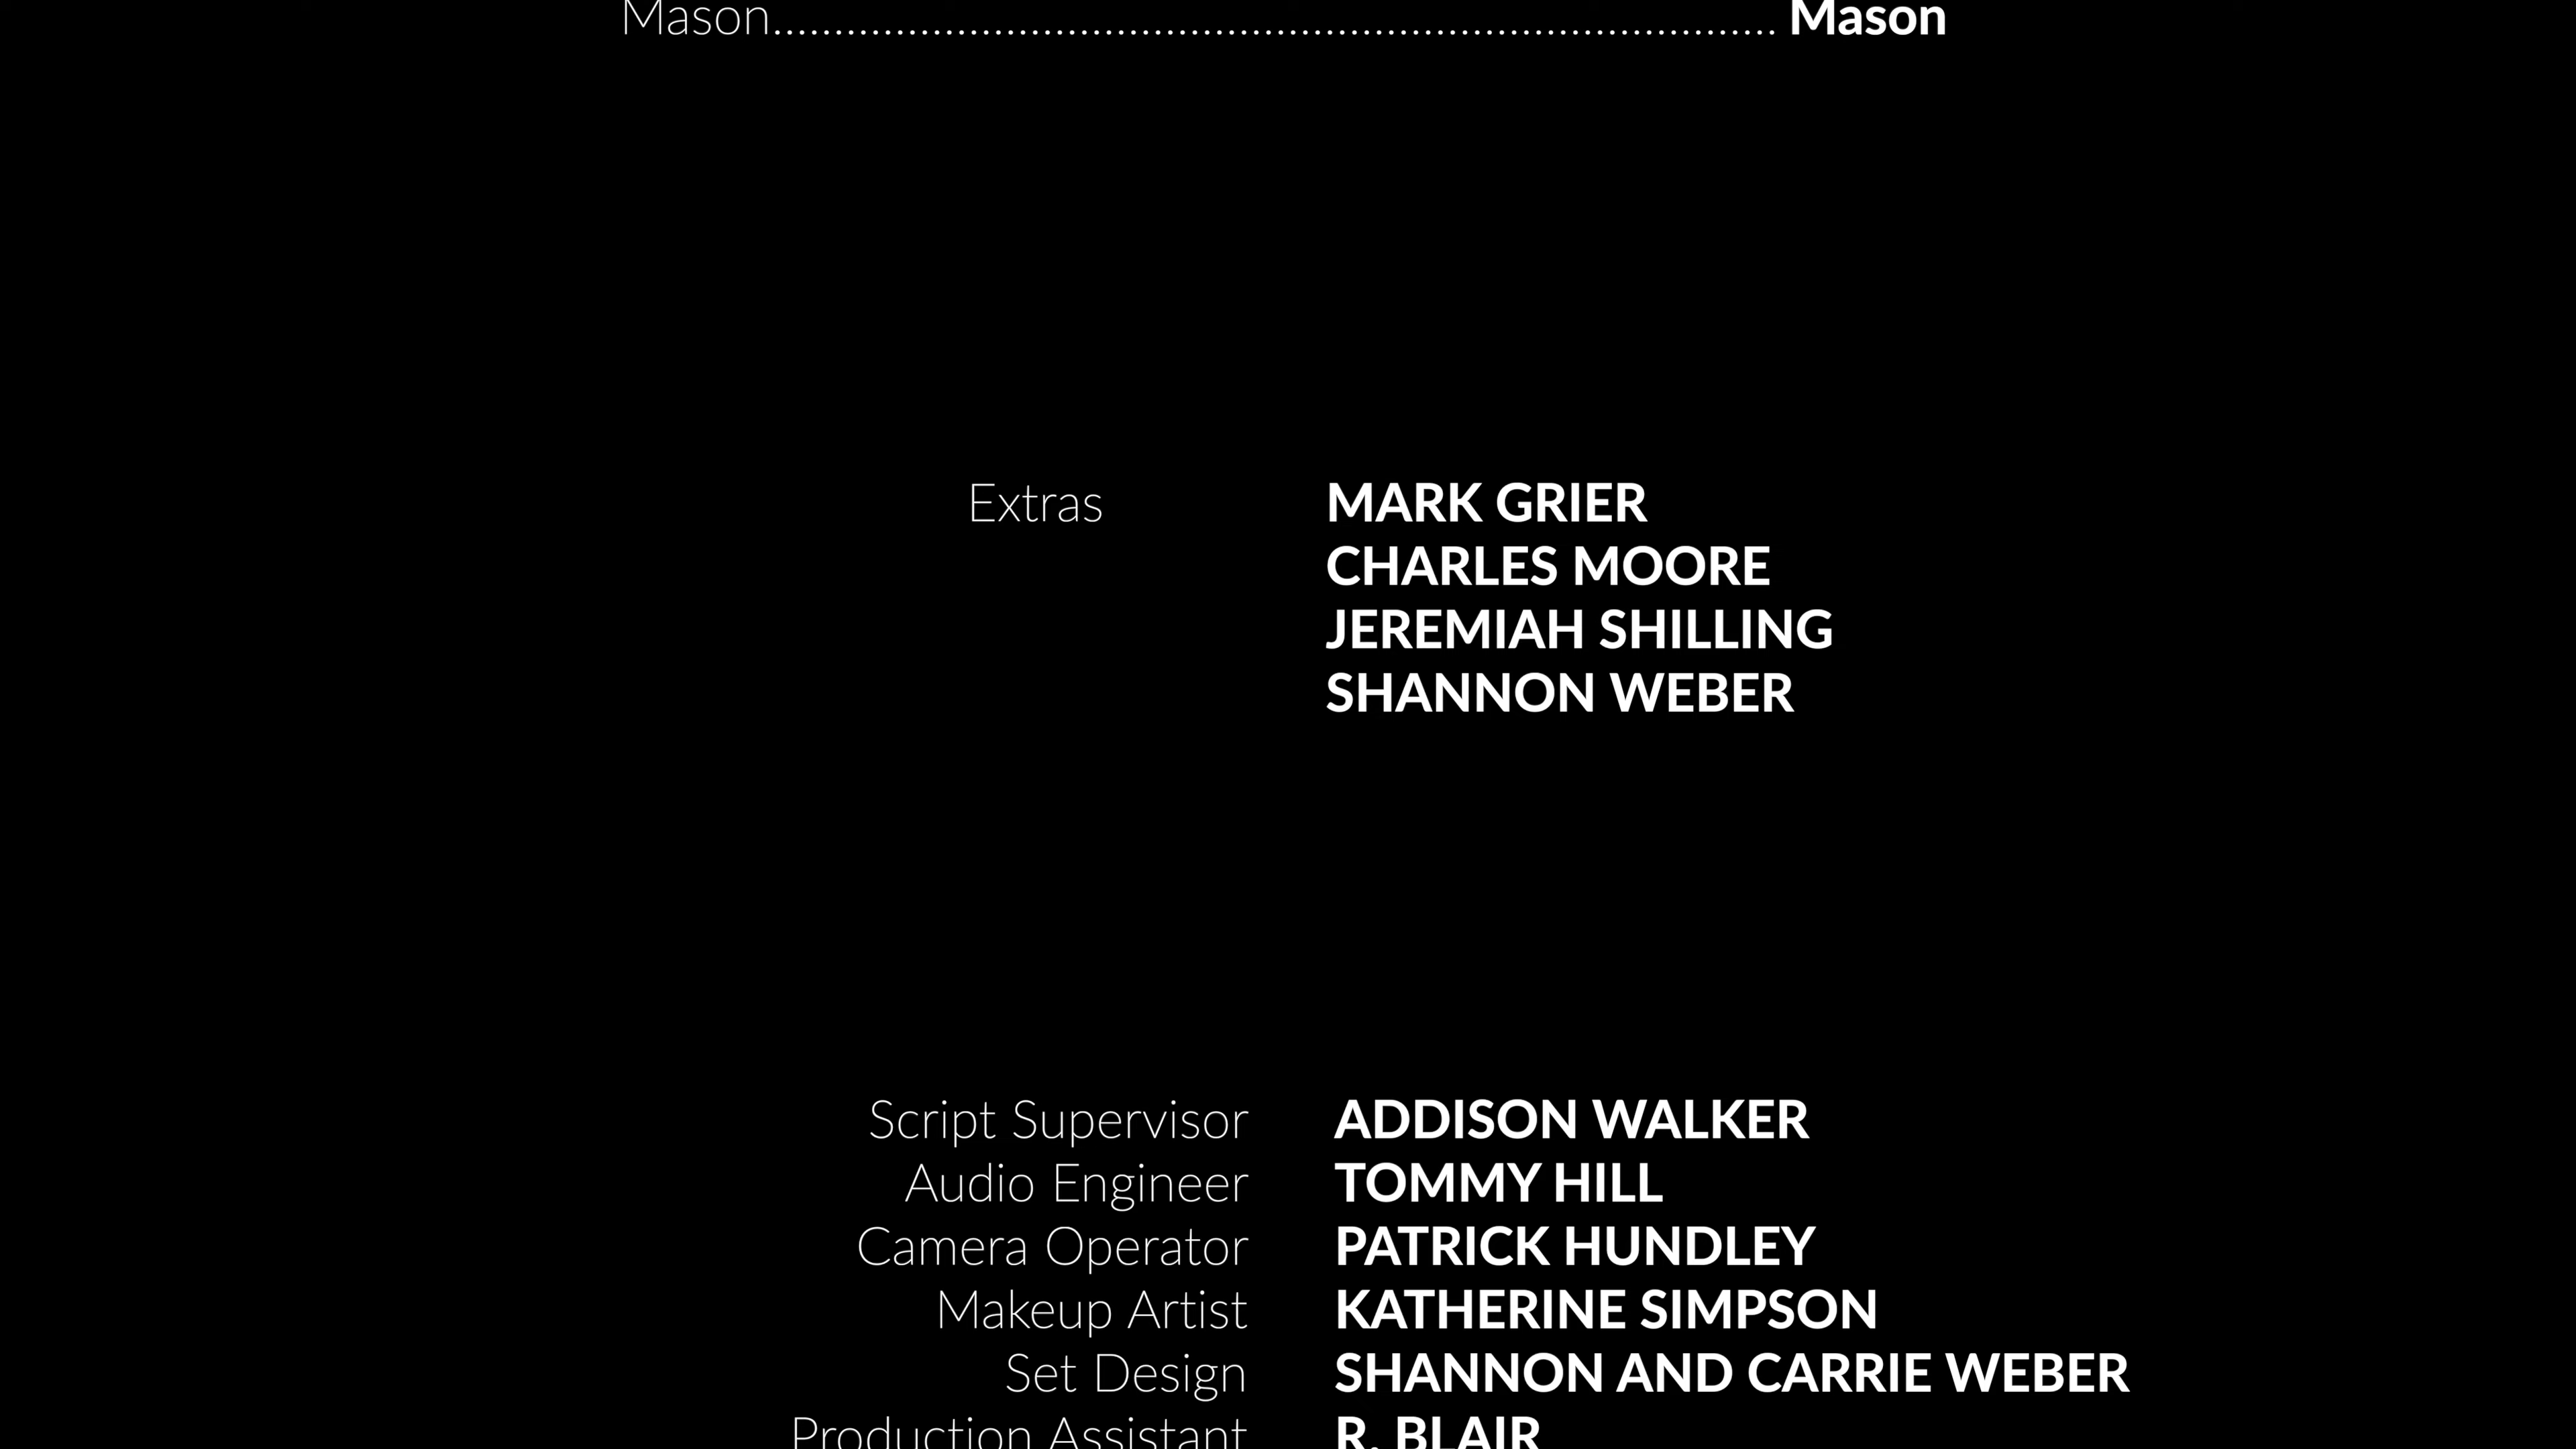 Mason................................................................................ Mason
Extras MARK GRIER
CHARLES MOORE
JEREMIAH SHILLING
SHANNON WEBER
Script Supervisor ADDISON WALKER
Audio Engineer TOMMY HILL
Camera Operator PATRICK HUNDLEY
Makeup Artist KATHERINE SIMPSON
Set Design SHANNON AND CARRIE WEBER
Production Assistant R. BLAIR